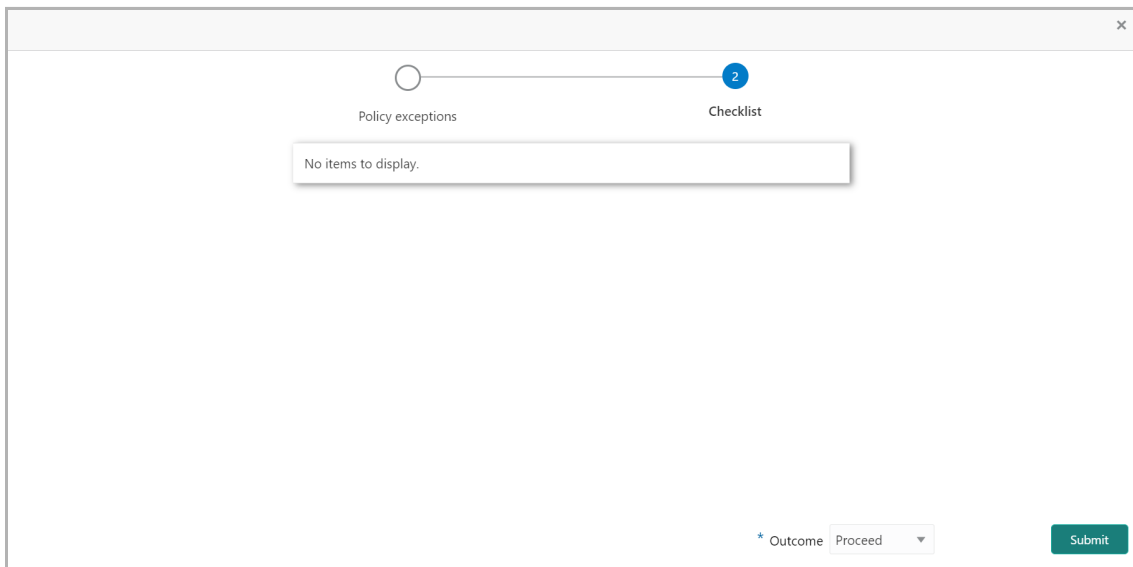 ×
2
Policy exceptions
Checklist
No items to display.
* Outcome Proceed
Submit